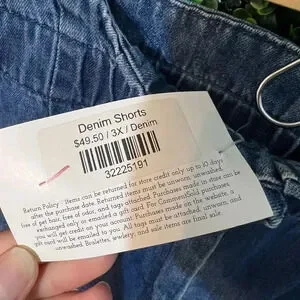 Denim Shorts
$49.50 / 3X / Denim
32225191
Return Policy : Items can be returned for store credit only up to 10 days
after the purchase date. Returned items must be unworn, unwashed,
free of pet hair, free of odor, and tags attached. Purchases made in store can be
exchanged only or emailed a gift card. For CommentSold purchases,
you will get credit on your account. Purchases made on the website, a
gift card will be emailed to you. All tags must be attached, unworn, and
unwashed. Bralettes, jewelry, and sale items are final sale.